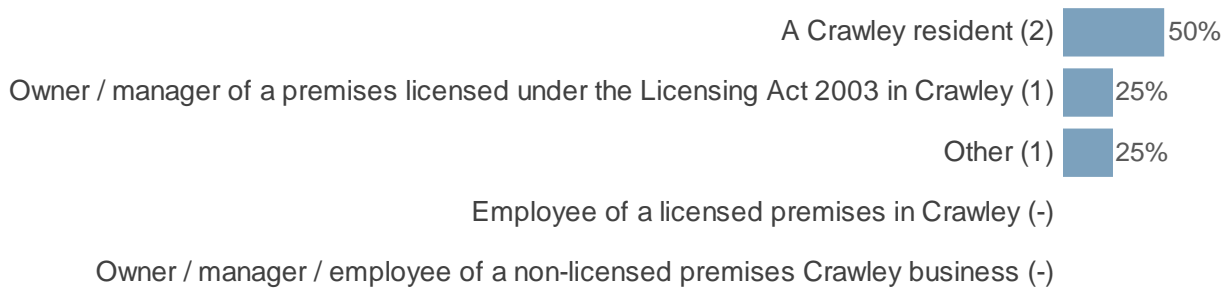 A Crawley resident (2) 50%
Owner / manager of a premises licensed under the Licensing Act 2003 in Crawley (1) 25%
Other (1) 25%
Employee of a licensed premises in Crawley (-)
Owner / manager / employee of a non-licensed premises Crawley business (-)